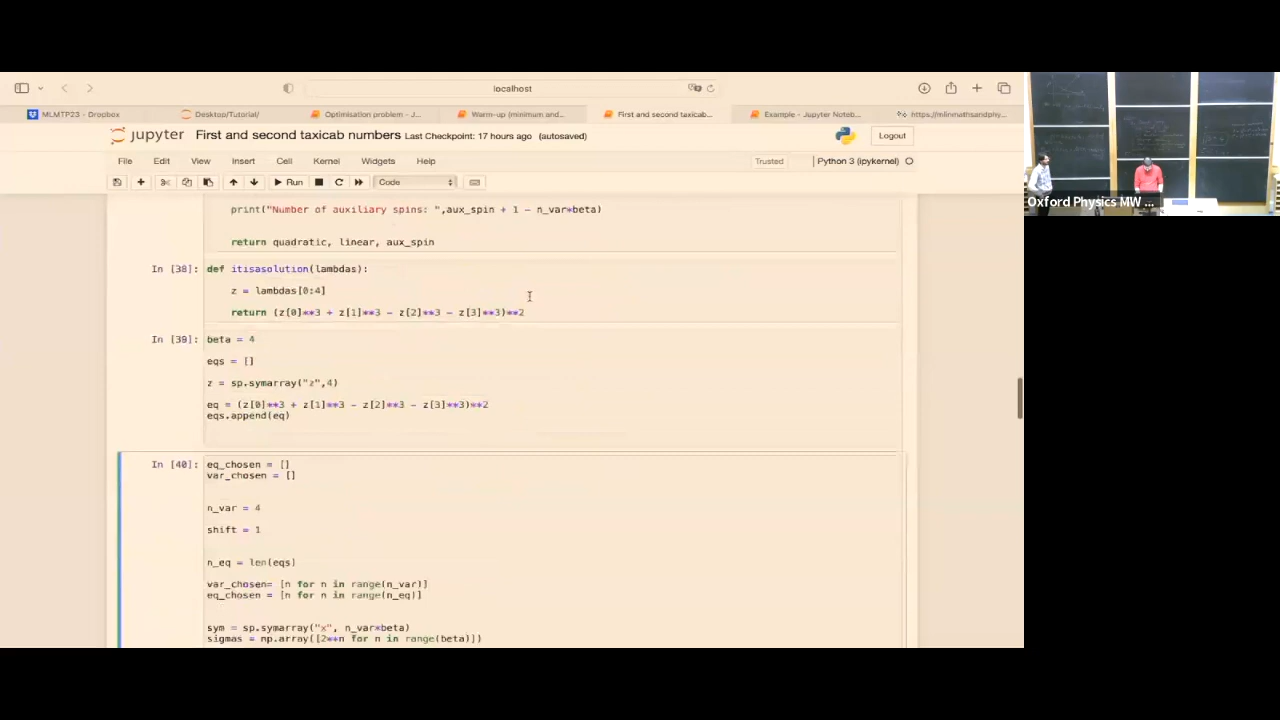 localhost
MLMTP23 - Dropbox
Desktop/Tutorial/
Optimisation problem - J...
Warm-up (minimum and...
First and second taxicab...
Example - Jupyter Noteb...
https://mlinmathsandphy...
jupyter First and second taxicab numbers Last Checkpoint: 17 hours ago (autosaved)
Logout
File Edit View Insert Cell Kernel Widgets Help
Trusted
Python 3 (ipykernel)
Run
Code
print("Number of auxiliary spins: ",aux_spin + 1 - n_var*beta)
return quadratic, linear, aux_spin
In [38]: def itisasolution(lambdas):
z = lambdas[0:4]
return (z[0]**3 + z[1]**3 - z[2]**3 - z[3]**3)**2
In [39]: beta = 4
eqs = []
z = sp.symarray("z",4)
eq = (z[0]**3 + z[1]**3 - z[2]**3 - z[3]**3)**2
eqs.append(eq)
In [40]: eq_chosen = []
var_chosen = []
n_var = 4
shift = 1
n_eq = len(eqs)
var_chosen= [n for n in range(n_var)]
eq_chosen = [n for n in range(n_eq)]
sym = sp.symarray("x", n_var*beta)
sigmas = np.array([2**n for n in range(beta)])
Oxford Physics MW ...